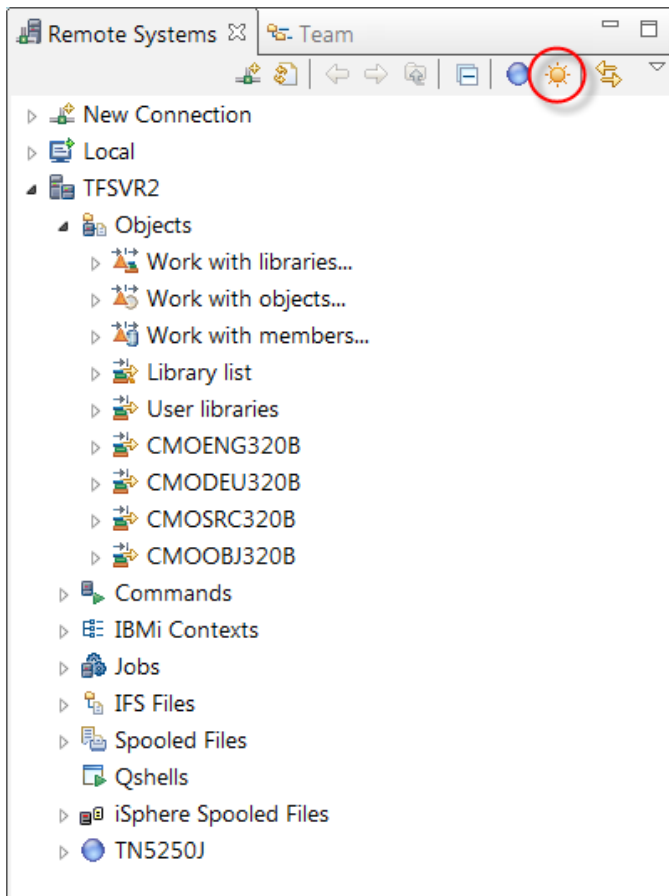 Remote Systems Team
New Connection
Local
TFSVR2
Objects
Work with libraries...
Work with objects...
Work with members...
Library list
User libraries
CMOENG320B
CMODEU320B
CMOSRC320B
CMOOBJ320B
Commands
IBMi Contexts
Jobs
IFS Files
Spooled Files
Qshells
iSphere Spooled Files
TN5250J